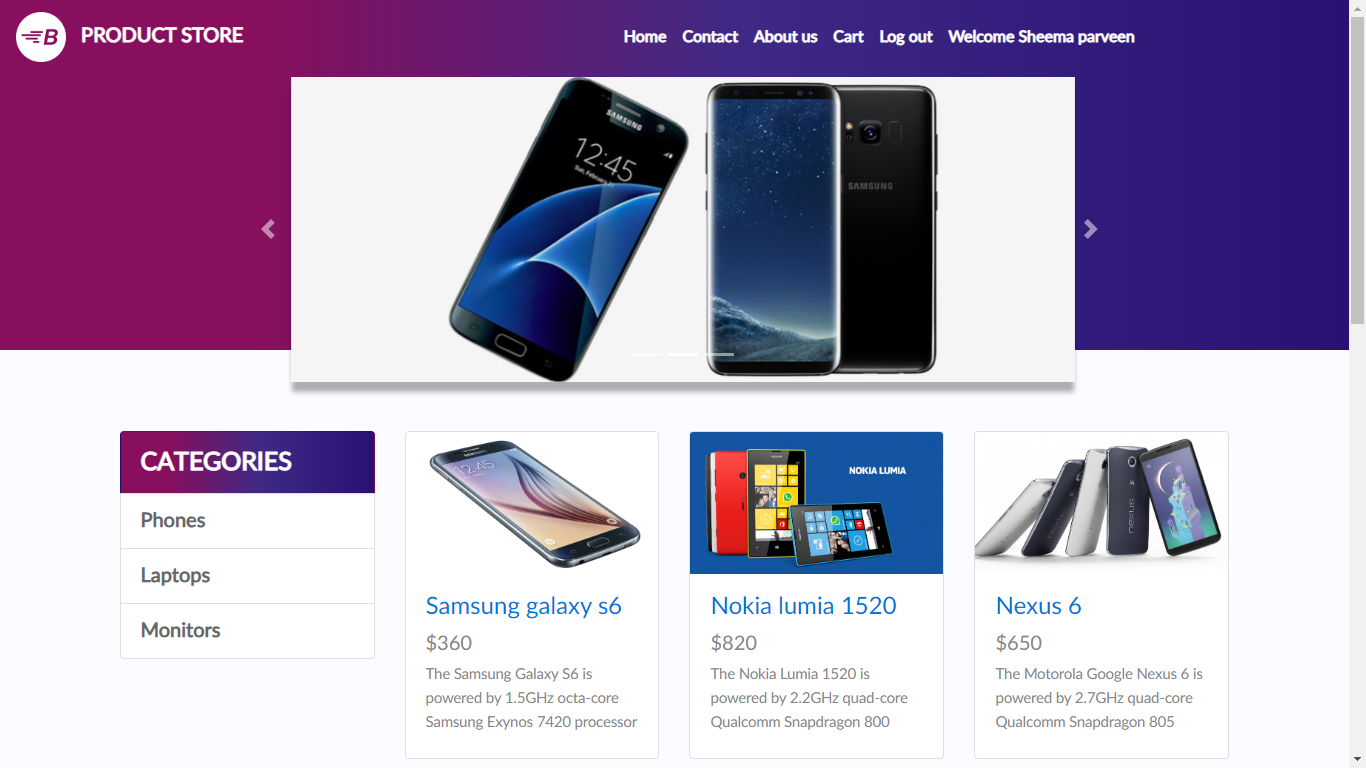 B PRODUCT STORE
Home Contact About us Cart Log out Welcome Sheema parveen
SAMSUNG
12:45
SAMSUNG
CATEGORIES
Phones
Laptops
Monitors
12:45
Samsung galaxy s6
$360
The Samsung Galaxy S6 is
powered by 1.5GHz octa-core
Samsung Exynos 7420 processor
NOKIA LUMIA
Nokia lumia 1520
$820
The Nokia Lumia 1520 is
powered by 2.2GHz quad-core
Qualcomm Snapdragon 800
nexus
Nexus 6
$650
The Motorola Google Nexus 6 is
powered by 2.7GHz quad-core
Qualcomm Snapdragon 805